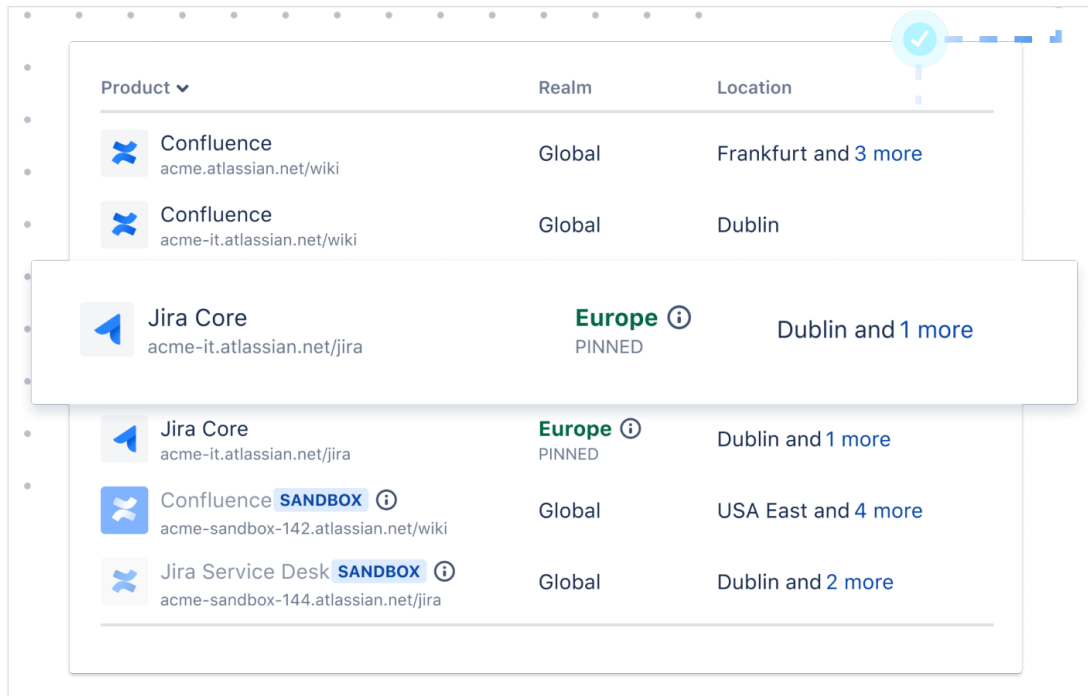 Product Realm Location
Confluence
acme.atlassian.net/wiki
Global
Frankfurt and 3 more
Confluence
acme-it.atlassian.net/wiki
Global
Dublin
Jira Core
acme-it.atlassian.net/jira
Europe
PINNED
Dublin and 1 more
Jira Core
acme-it.atlassian.net/jira
Europe
PINNED
Dublin and 1 more
Confluence SANDBOX
acme-sandbox-142.atlassian.net/wiki
Global
USA East and 4 more
Jira Service Desk SANDBOX
acme-sandbox-144.atlassian.net/jira
Global
Dublin and 2 more